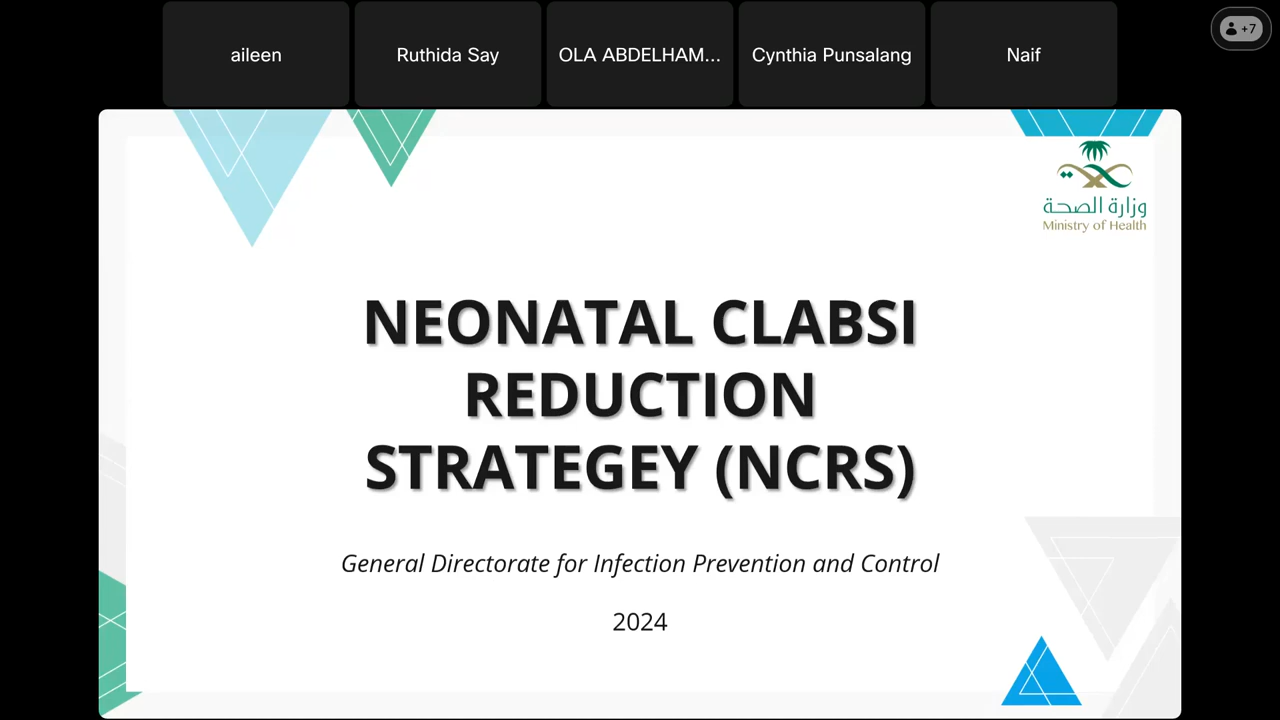 aileen
Ruthida Say
OLA ABDELHAM...
Cynthia Punsalang
Naif
+7
وزارة الصحة
Ministry of Health
NEONATAL CLABSI
REDUCTION
STRATEGEY (NCRS)
General Directorate for Infection Prevention and Control
2024